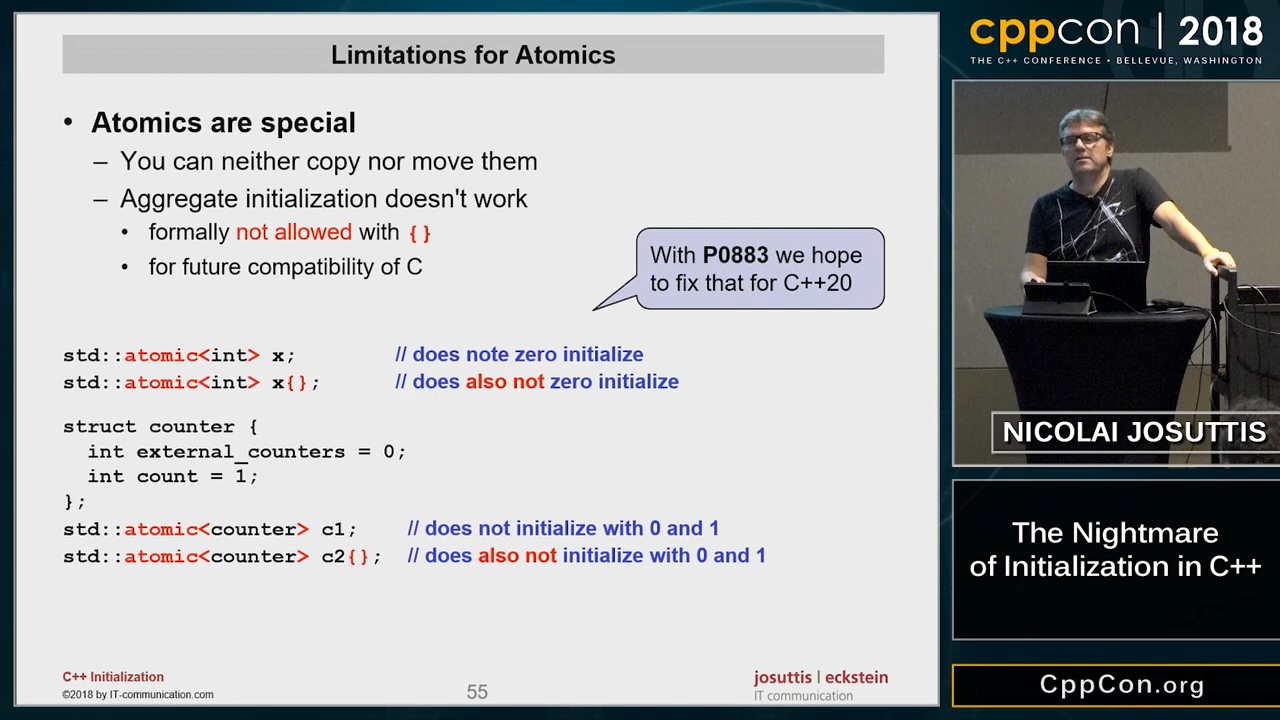 Limitations for Atomics
• Atomics are special
– You can neither copy nor move them
– Aggregate initialization doesn't work
• formally not allowed with {}
• for future compatibility of C
With P0883 we hope
to fix that for C++20
std::atomic<int> x; // does note zero initialize
std::atomic<int> x{}; // does also not zero initialize
struct counter {
int external_counters = 0;
int count = 1;
};
std::atomic<counter> c1; // does not initialize with 0 and 1
std::atomic<counter> c2{}; // does also not initialize with 0 and 1
C++ Initialization
©2018 by IT-communication.com
55
josuttis | eckstein
IT communication
cppcon | 2018
THE C++ CONFERENCE • BELLEVUE, WASHINGTON
NICOLAI JOSUTTIS
The Nightmare
of Initialization in C++
CppCon.org